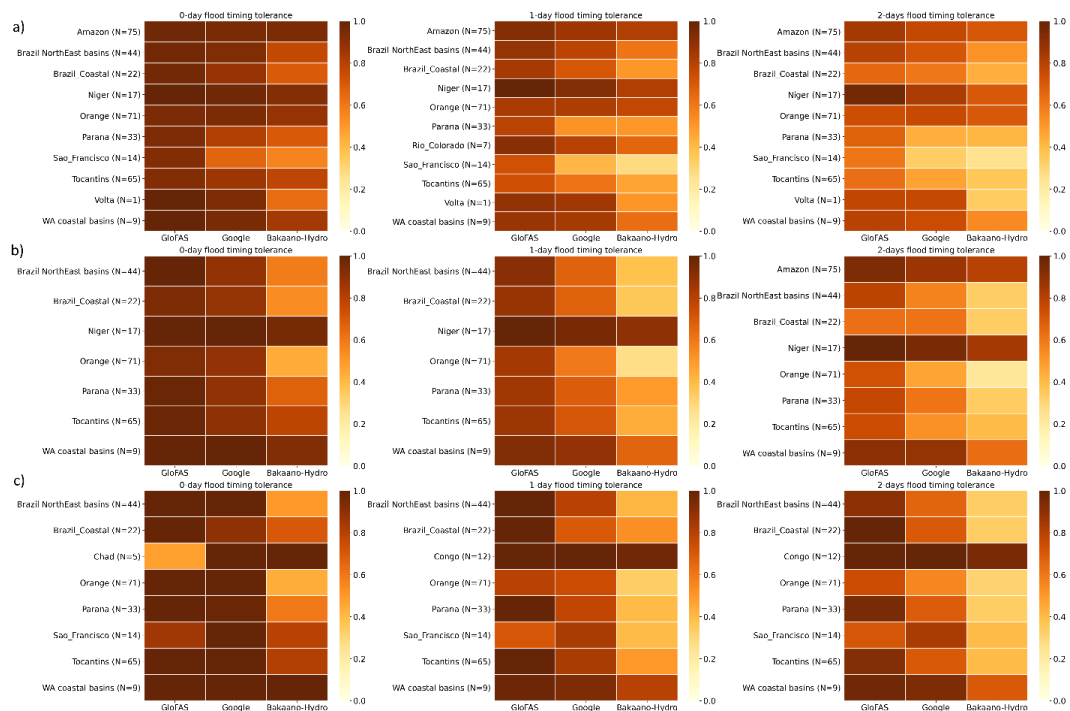 a)
0-day flood timing tolerance
Amazon (N=75)
Brazil NorthEast basins (N=44)
Brazil_Coastal (N=22)
Niger (N=17)
Orange (N=71)
Parana (N=33)
Sao_Francisco (N=14)
Tocantins (N=65)
Volta (N=1)
WA coastal basins (N=9)
GloFAS Google Bakaano-Hydro
1.0
0.8
0.6
0.4
0.2
0.0
1-day flood timing tolerance
Amazon (N=75)
Brazil NorthEast basins (N=44)
Brazil_Coastal (N=22)
Niger (N=17)
Orange (N=71)
Parana (N=33)
Rio_Colorado (N=7)
Sao_Francisco (N=14)
Tocantins (N=65)
Volta (N=1)
WA coastal basins (N=9)
GloFAS Google Bakaano-Hydro
1.0
0.8
0.6
0.4
0.2
0.0
2-days flood timing tolerance
Amazon (N=75)
Brazil NorthEast basins (N=44)
Brazil_Coastal (N=22)
Niger (N=17)
Orange (N=71)
Parana (N=33)
Sao_Francisco (N=14)
Tocantins (N=65)
Volta (N=1)
WA coastal basins (N=9)
GloFAS Google Bakaano-Hydro
1.0
0.8
0.6
0.4
0.2
0.0
b)
0-day flood timing tolerance
Brazil NorthEast basins (N=44)
Brazil_Coastal (N=22)
Niger (N=17)
Orange (N=71)
Parana (N=33)
Tocantins (N=65)
WA coastal basins (N=9)
GloFAS Google Bakaano-Hydro
1.0
0.8
0.6
0.4
0.2
0.0
1-day flood timing tolerance
Brazil NorthEast basins (N=44)
Brazil_Coastal (N=22)
Niger (N=17)
Orange (N=71)
Parana (N=33)
Tocantins (N=65)
WA coastal basins (N=9)
GloFAS Google Bakaano-Hydro
1.0
0.8
0.6
0.4
0.2
0.0
2-days flood timing tolerance
Amazon (N=75)
Brazil NorthEast basins (N=44)
Brazil_Coastal (N=22)
Niger (N=17)
Orange (N=71)
Parana (N=33)
Tocantins (N=65)
WA coastal basins (N=9)
GloFAS Google Bakaano-Hydro
1.0
0.8
0.6
0.4
0.2
0.0
c)
0-day flood timing tolerance
Brazil NorthEast basins (N=44)
Brazil_Coastal (N=22)
Chad (N=5)
Orange (N=71)
Parana (N=33)
Sao_Francisco (N=14)
Tocantins (N=65)
WA coastal basins (N=9)
GloFAS Google Bakaano-Hydro
1.0
0.8
0.6
0.4
0.2
0.0
1-day flood timing tolerance
Brazil NorthEast basins (N=44)
Brazil_Coastal (N=22)
Congo (N=12)
Orange (N=71)
Parana (N=33)
Sao_Francisco (N=14)
Tocantins (N=65)
WA coastal basins (N=9)
GloFAS Google Bakaano-Hydro
1.0
0.8
0.6
0.4
0.2
0.0
2-days flood timing tolerance
Brazil NorthEast basins (N=44)
Brazil_Coastal (N=22)
Congo (N=12)
Orange (N=71)
Parana (N=33)
Sao_Francisco (N=14)
Tocantins (N=65)
WA coastal basins (N=9)
GloFAS Google Bakaano-Hydro
1.0
0.8
0.6
0.4
0.2
0.0